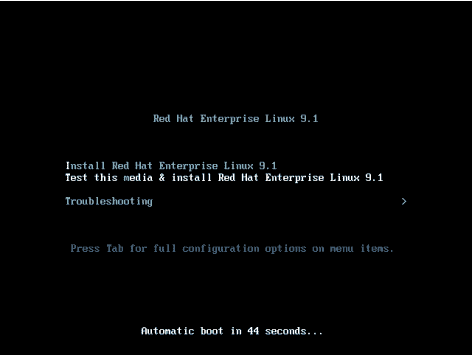 Red Hat Enterprise Linux 9.1
Install Red Hat Enterprise Linux 9.1
Test this media & install Red Hat Enterprise Linux 9.1
Troubleshooting >
Press Tab for full configuration options on menu items.
Automatic boot in 44 seconds...